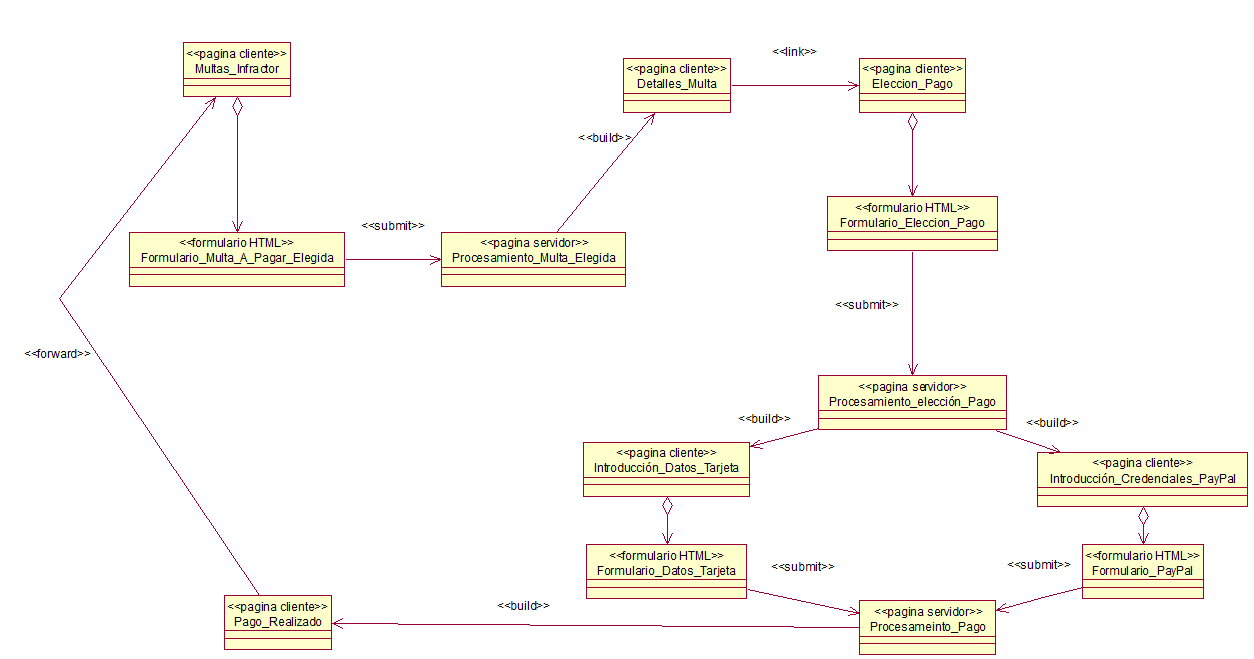 <<pagina cliente>>
Multas_Infractor
<<pagina cliente>>
Detalles_Multa
<<link>>
<<pagina cliente>>
Eleccion_Pago
<<build>>
<<formulario HTML>>
Formulario_Multa_A_Pagar_Elegida
<<submit>>
<<pagina servidor>>
Procesamiento_Multa_Elegida
<<formulario HTML>>
Formulario_Eleccion_Pago
<<submit>>
<<forward>>
<<pagina servidor>>
Procesamiento_elección_Pago
<<build>>
<<build>>
<<pagina cliente>>
Introducción_Datos_Tarjeta
<<pagina cliente>>
Introducción_Credenciales_PayPal
<<formulario HTML>>
Formulario_Datos_Tarjeta
<<submit>>
<<submit>>
<<formulario HTML>>
Formulario_PayPal
<<pagina cliente>>
Pago_Realizado
<<build>>
<<pagina servidor>>
Procesameinto_Pago